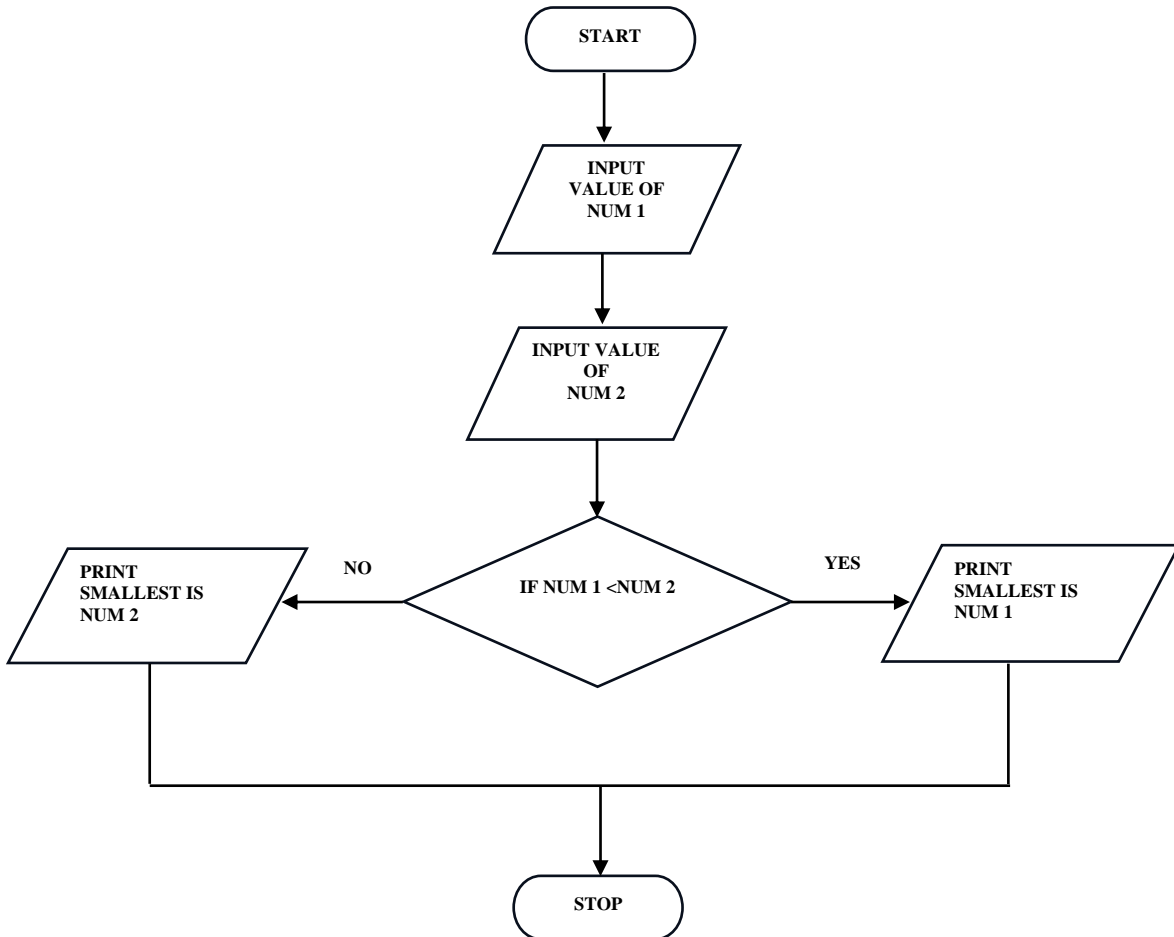 START
INPUT
VALUE OF
NUM 1
INPUT VALUE
OF
NUM 2
NO
YES
PRINT
SMALLEST IS
NUM 2
IF NUM 1 <NUM 2
PRINT
SMALLEST IS
NUM 1
STOP